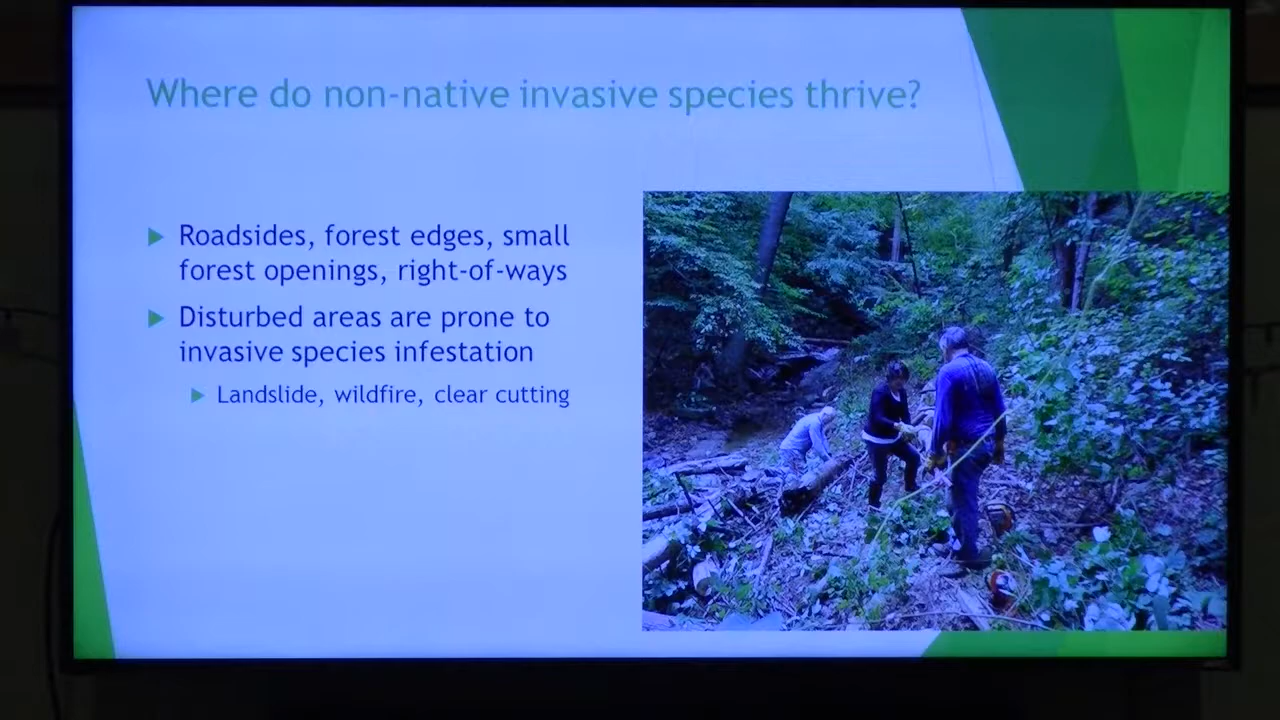 Where do non-native invasive species thrive?
Roadsides, forest edges, small
forest openings, right-of-ways
Disturbed areas are prone to
invasive species infestation
Landslide, wildfire, clear cutting